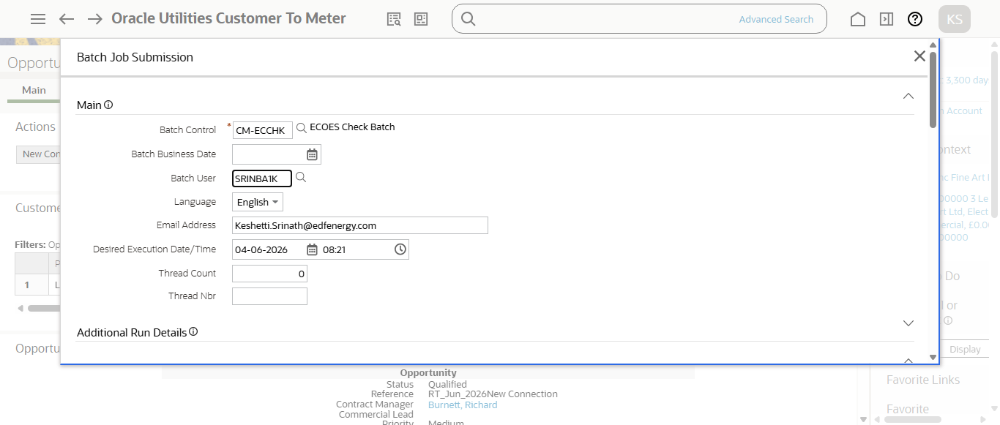 Oracle Utilities Customer To Meter
Advanced Search
KS
Batch Job Submission
Opportu
Main
Actions
New Con
Custome
Filters: Op
1
L
Opportu
Main
Batch Control * CM-ECCHK ECOES Check Batch
Batch Business Date
Batch User SRINBA1K
Language English
Email Address Keshetti.Srinath@edfenergy.com
Desired Execution Date/Time 04-06-2026 08:21
Thread Count 0
Thread Nbr
Additional Run Details
3,300 day
Account
ontext
nc Fine Art L
00000 3 Le
rt Ltd, Elect
ercial, £0.0
00000
Do
l or
Display
Favorite Links
Favorite
Opportunity
Status Qualified
Reference RT_Jun_2026New Connection
Contract Manager Burnett, Richard
Commercial Lead
Priority Medium